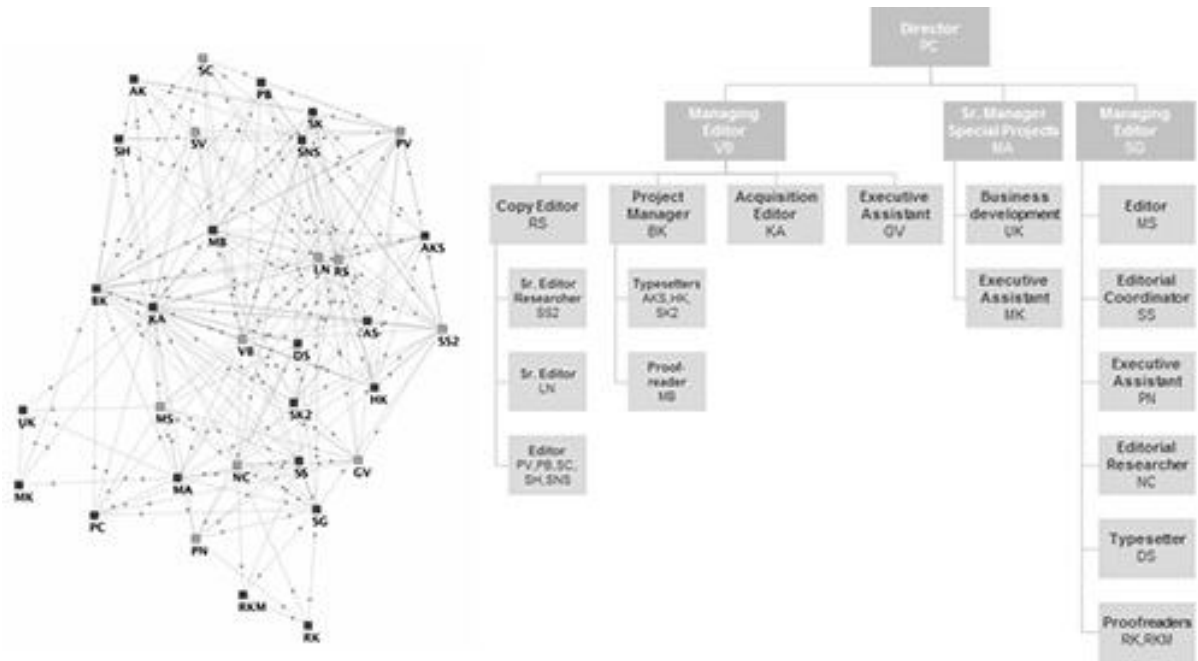 SC
AK
PB
SK
SH
SV
SNS
PV
MB
AKS
LN
RS
BK
KA
AS
SS2
VB
DS
HK
SK2
UK
MS
NC
SS
GV
MK
MA
PC
SG
PN
RKM
RK
Director
PC
Managing
Editor
VB
Sr. Manager
Special Projects
MA
Managing
Editor
SG
Copy Editor
RS
Project
Manager
BK
Acquisition
Editor
KA
Executive
Assistant
GV
Business
development
UK
Editor
MS
Sr. Editor
Researcher
SS2
Typesetters
AKS,HK,
SK2
Executive
Assistant
MK
Editorial
Coordinator
SS
Sr. Editor
LN
Proof-
reader
MB
Executive
Assistant
PN
Editor
PV,PB,SC,
SH,SNS
Editorial
Researcher
NC
Typesetter
DS
Proofreaders
RK,RKM